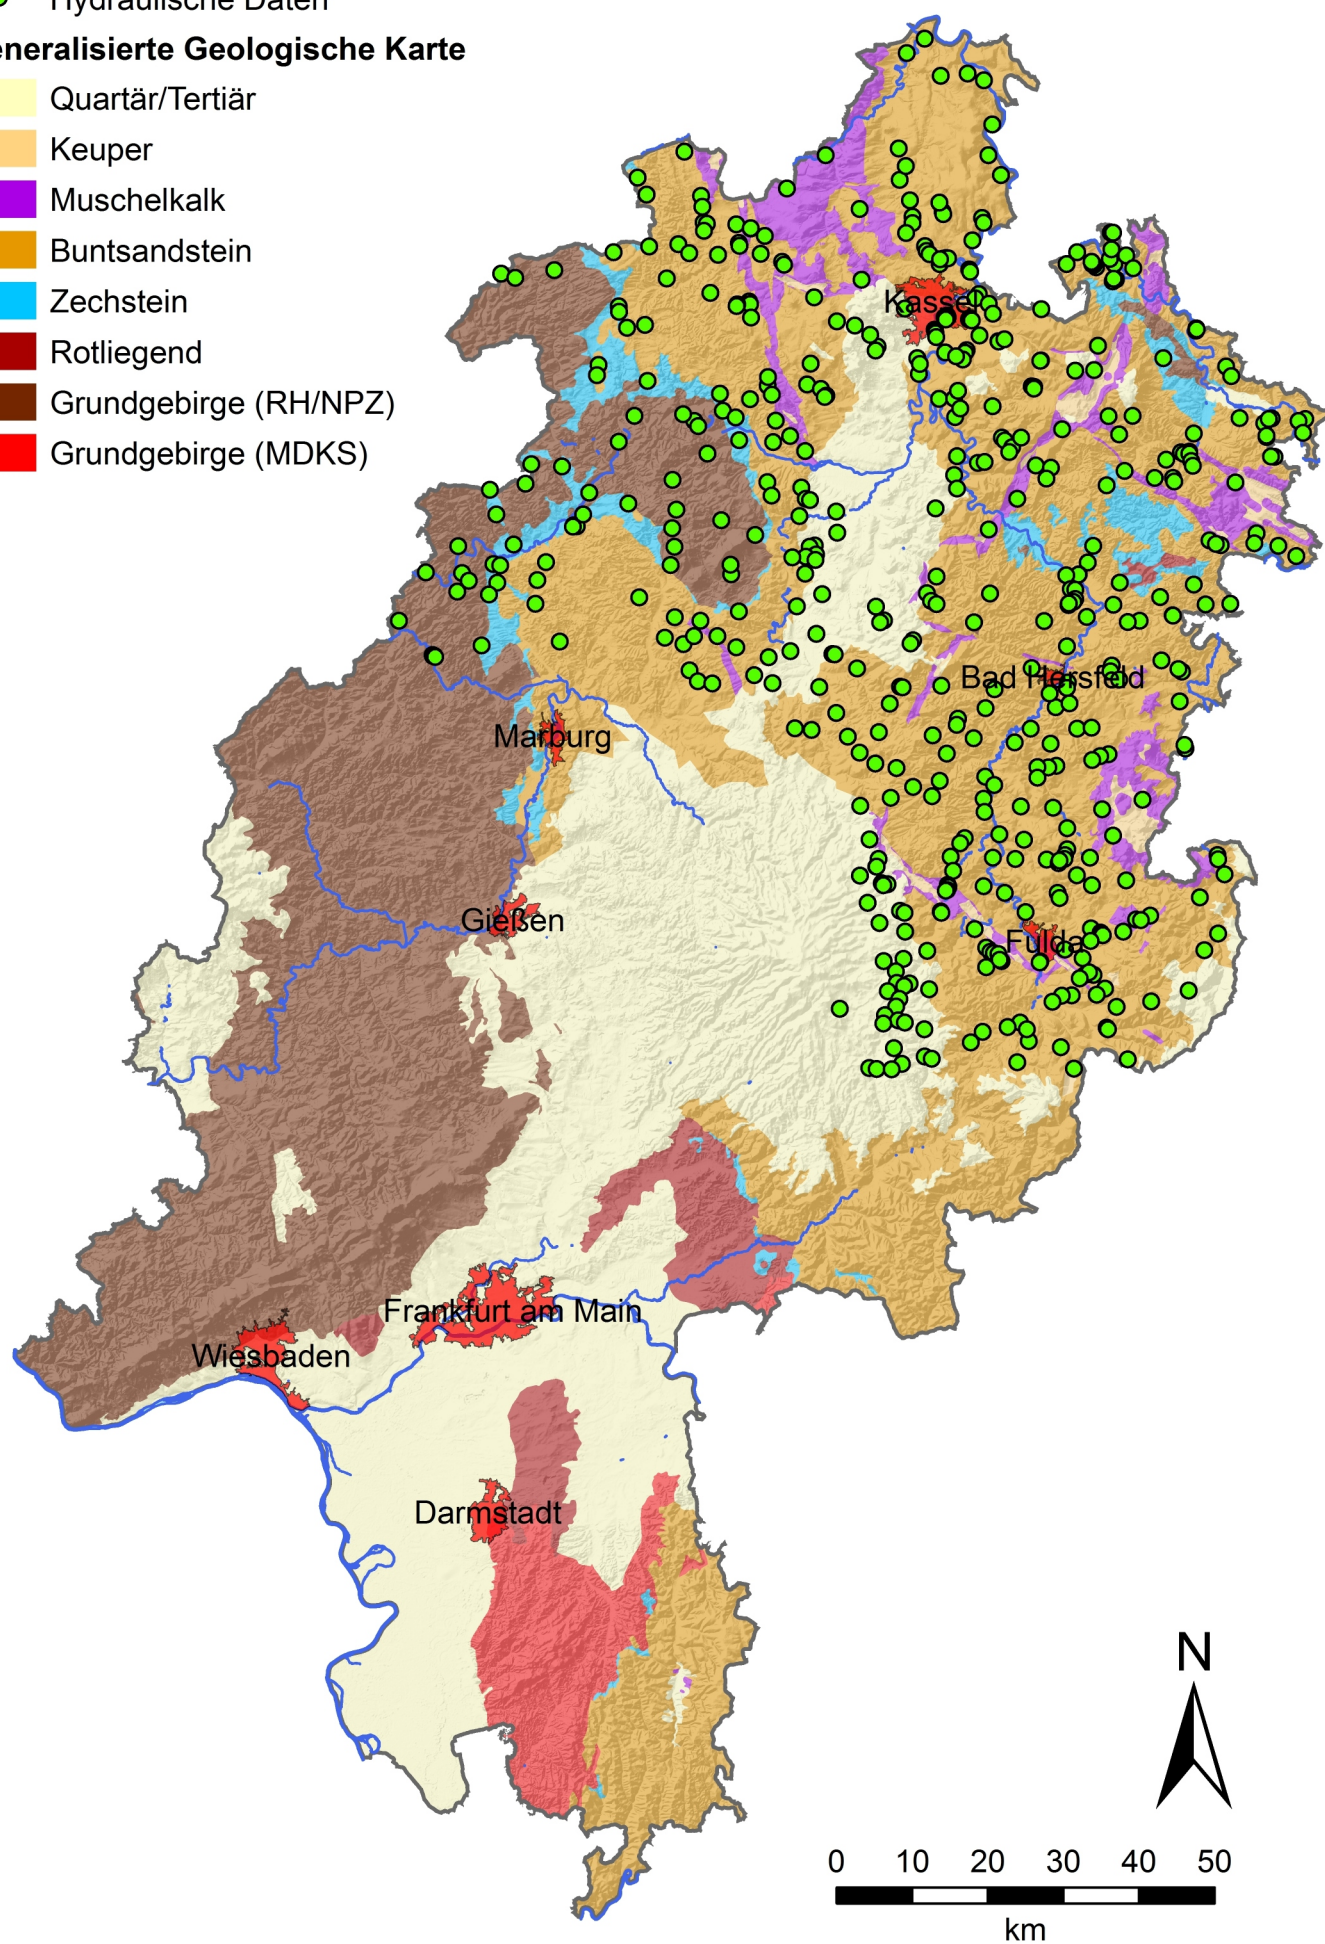 Hydraulische Daten
eneralisierte Geologische Karte
Quartär/Tertiär
Keuper
Muschelkalk
Buntsandstein
Zechstein
Rotliegend
Grundgebirge (RH/NPZ)
Grundgebirge (MDKS)
Kassel
Bad Hersfeld
Marburg
Gießen
Fulda
Frankfurt am Main
Wiesbaden
Darmstadt
N
0 10 20 30 40 50
km